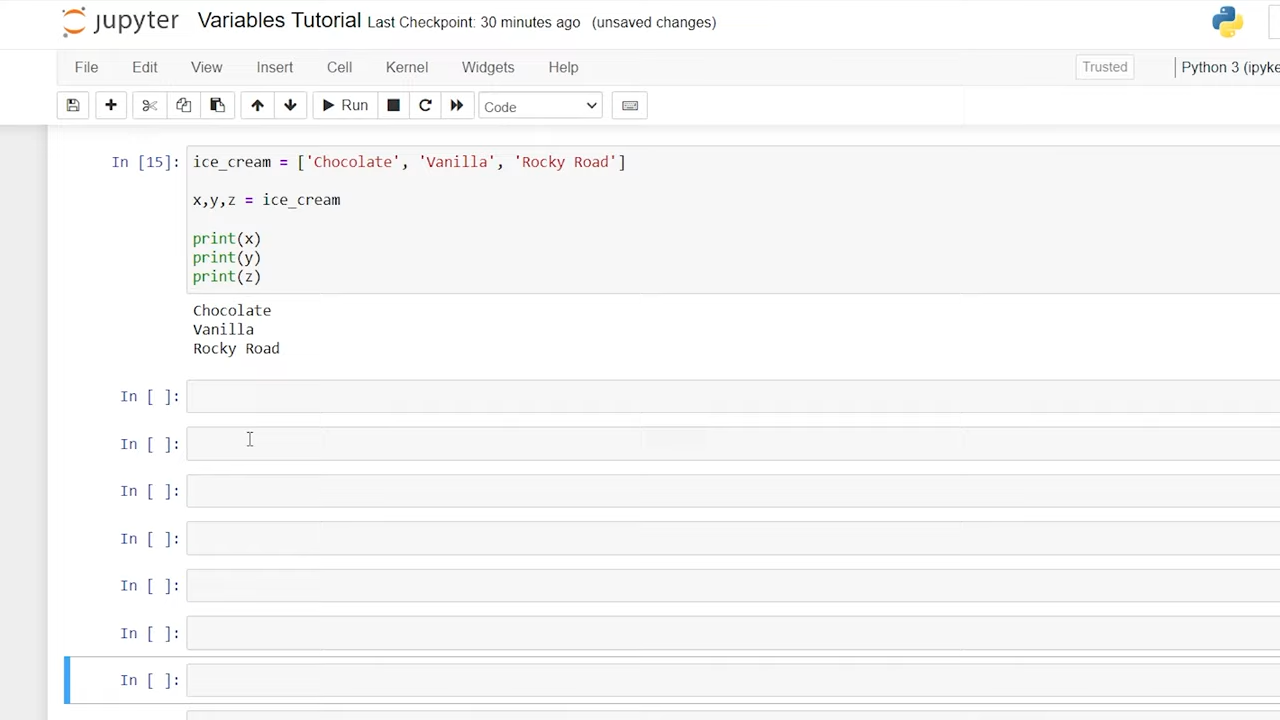 jupyter Variables Tutorial Last Checkpoint: 30 minutes ago (unsaved changes)
File Edit View Insert Cell Kernel Widgets Help Trusted Python 3 (ipyke
Run Code
In [15]: ice_cream = ['Chocolate', 'Vanilla', 'Rocky Road']
x,y,z = ice_cream
print(x)
print(y)
print(z)
Chocolate
Vanilla
Rocky Road
In [ ]:
In [ ]:
In [ ]:
In [ ]:
In [ ]:
In [ ]:
In [ ]: